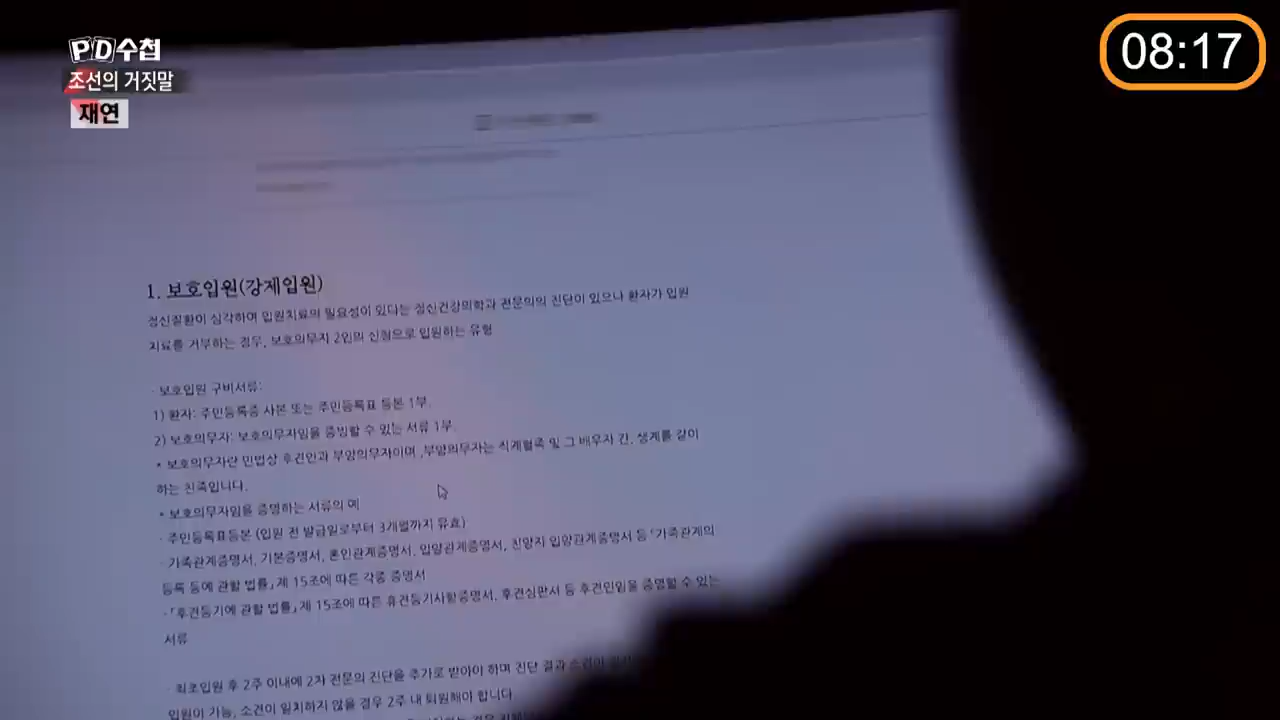 PD수첩
조선의 거짓말
재연
08:17
1. 보호입원(강제입원)
정신질환이 심각하여 입원치료의 필요성이 있다는 정신건강의학과 전문의의 진단이 있으나 환자가 입원
치료를 거부하는 경우, 보호의무자 2인의 신청으로 입원하는 유형
· 보호입원 구비서류:
1) 환자: 주민등록증 사본 또는 주민등록표 등본 1부.
2) 보호의무자: 보호의무자임을 증빙할 수 있는 서류 1부.
* 보호의무자란 민법상 후견인과 부양의무자이며 ,부양의무자는 직계혈족 및 그 배우자 간, 생계를 같이
하는 친족입니다.
* 보호의무자임을 증명하는 서류의 예
· 주민등록표등본 (입원 전 발급일로부터 3개월까지 유효)
· 가족관계증명서, 기본증명서, 혼인관계증명서, 입양관계증명서, 친양자 입양관계증명서 등 「가족관계의
등록 등에 관할 법률」 제 15조에 따른 각종 증명서
·「후견등기에 관할 법률」 제 15조에 따른 휴견등기사항증명서, 후견심판서 등 후견인임을 증명할 수 있는
서류
· 최초입원 후 2주 이내에 2차 전문의 진단을 추가로 받아야 하며 진단 결과 소견이
입원이 가능, 소견이 일치하지 않을 경우 2주 내 퇴원해야 합니다